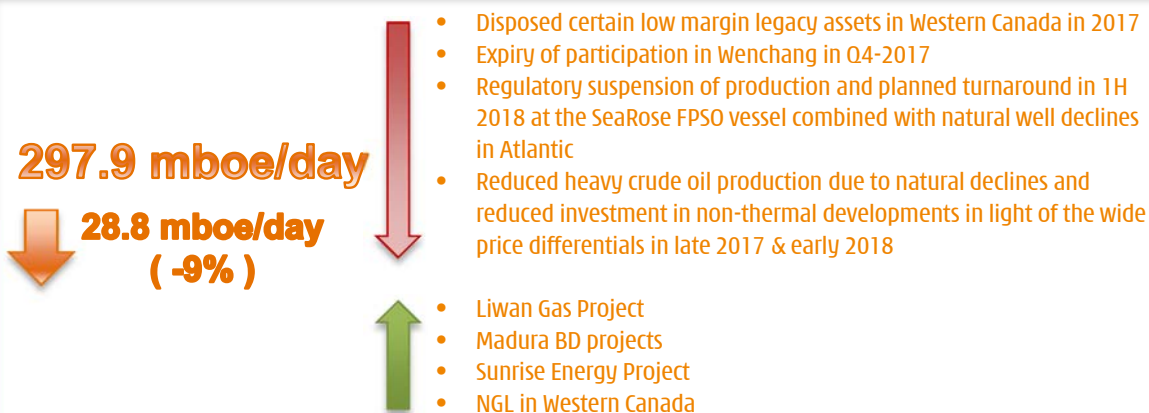 297.9 mboe/day
28.8 mboe/day
( -9% )
• Disposed certain low margin legacy assets in Western Canada in 2017
• Expiry of participation in Wenchang in Q4-2017
• Regulatory suspension of production and planned turnaround in 1H
2018 at the SeaRose FPSO vessel combined with natural well declines
in Atlantic
• Reduced heavy crude oil production due to natural declines and
reduced investment in non-thermal developments in light of the wide
price differentials in late 2017 & early 2018
• Liwan Gas Project
• Madura BD projects
• Sunrise Energy Project
• NGL in Western Canada